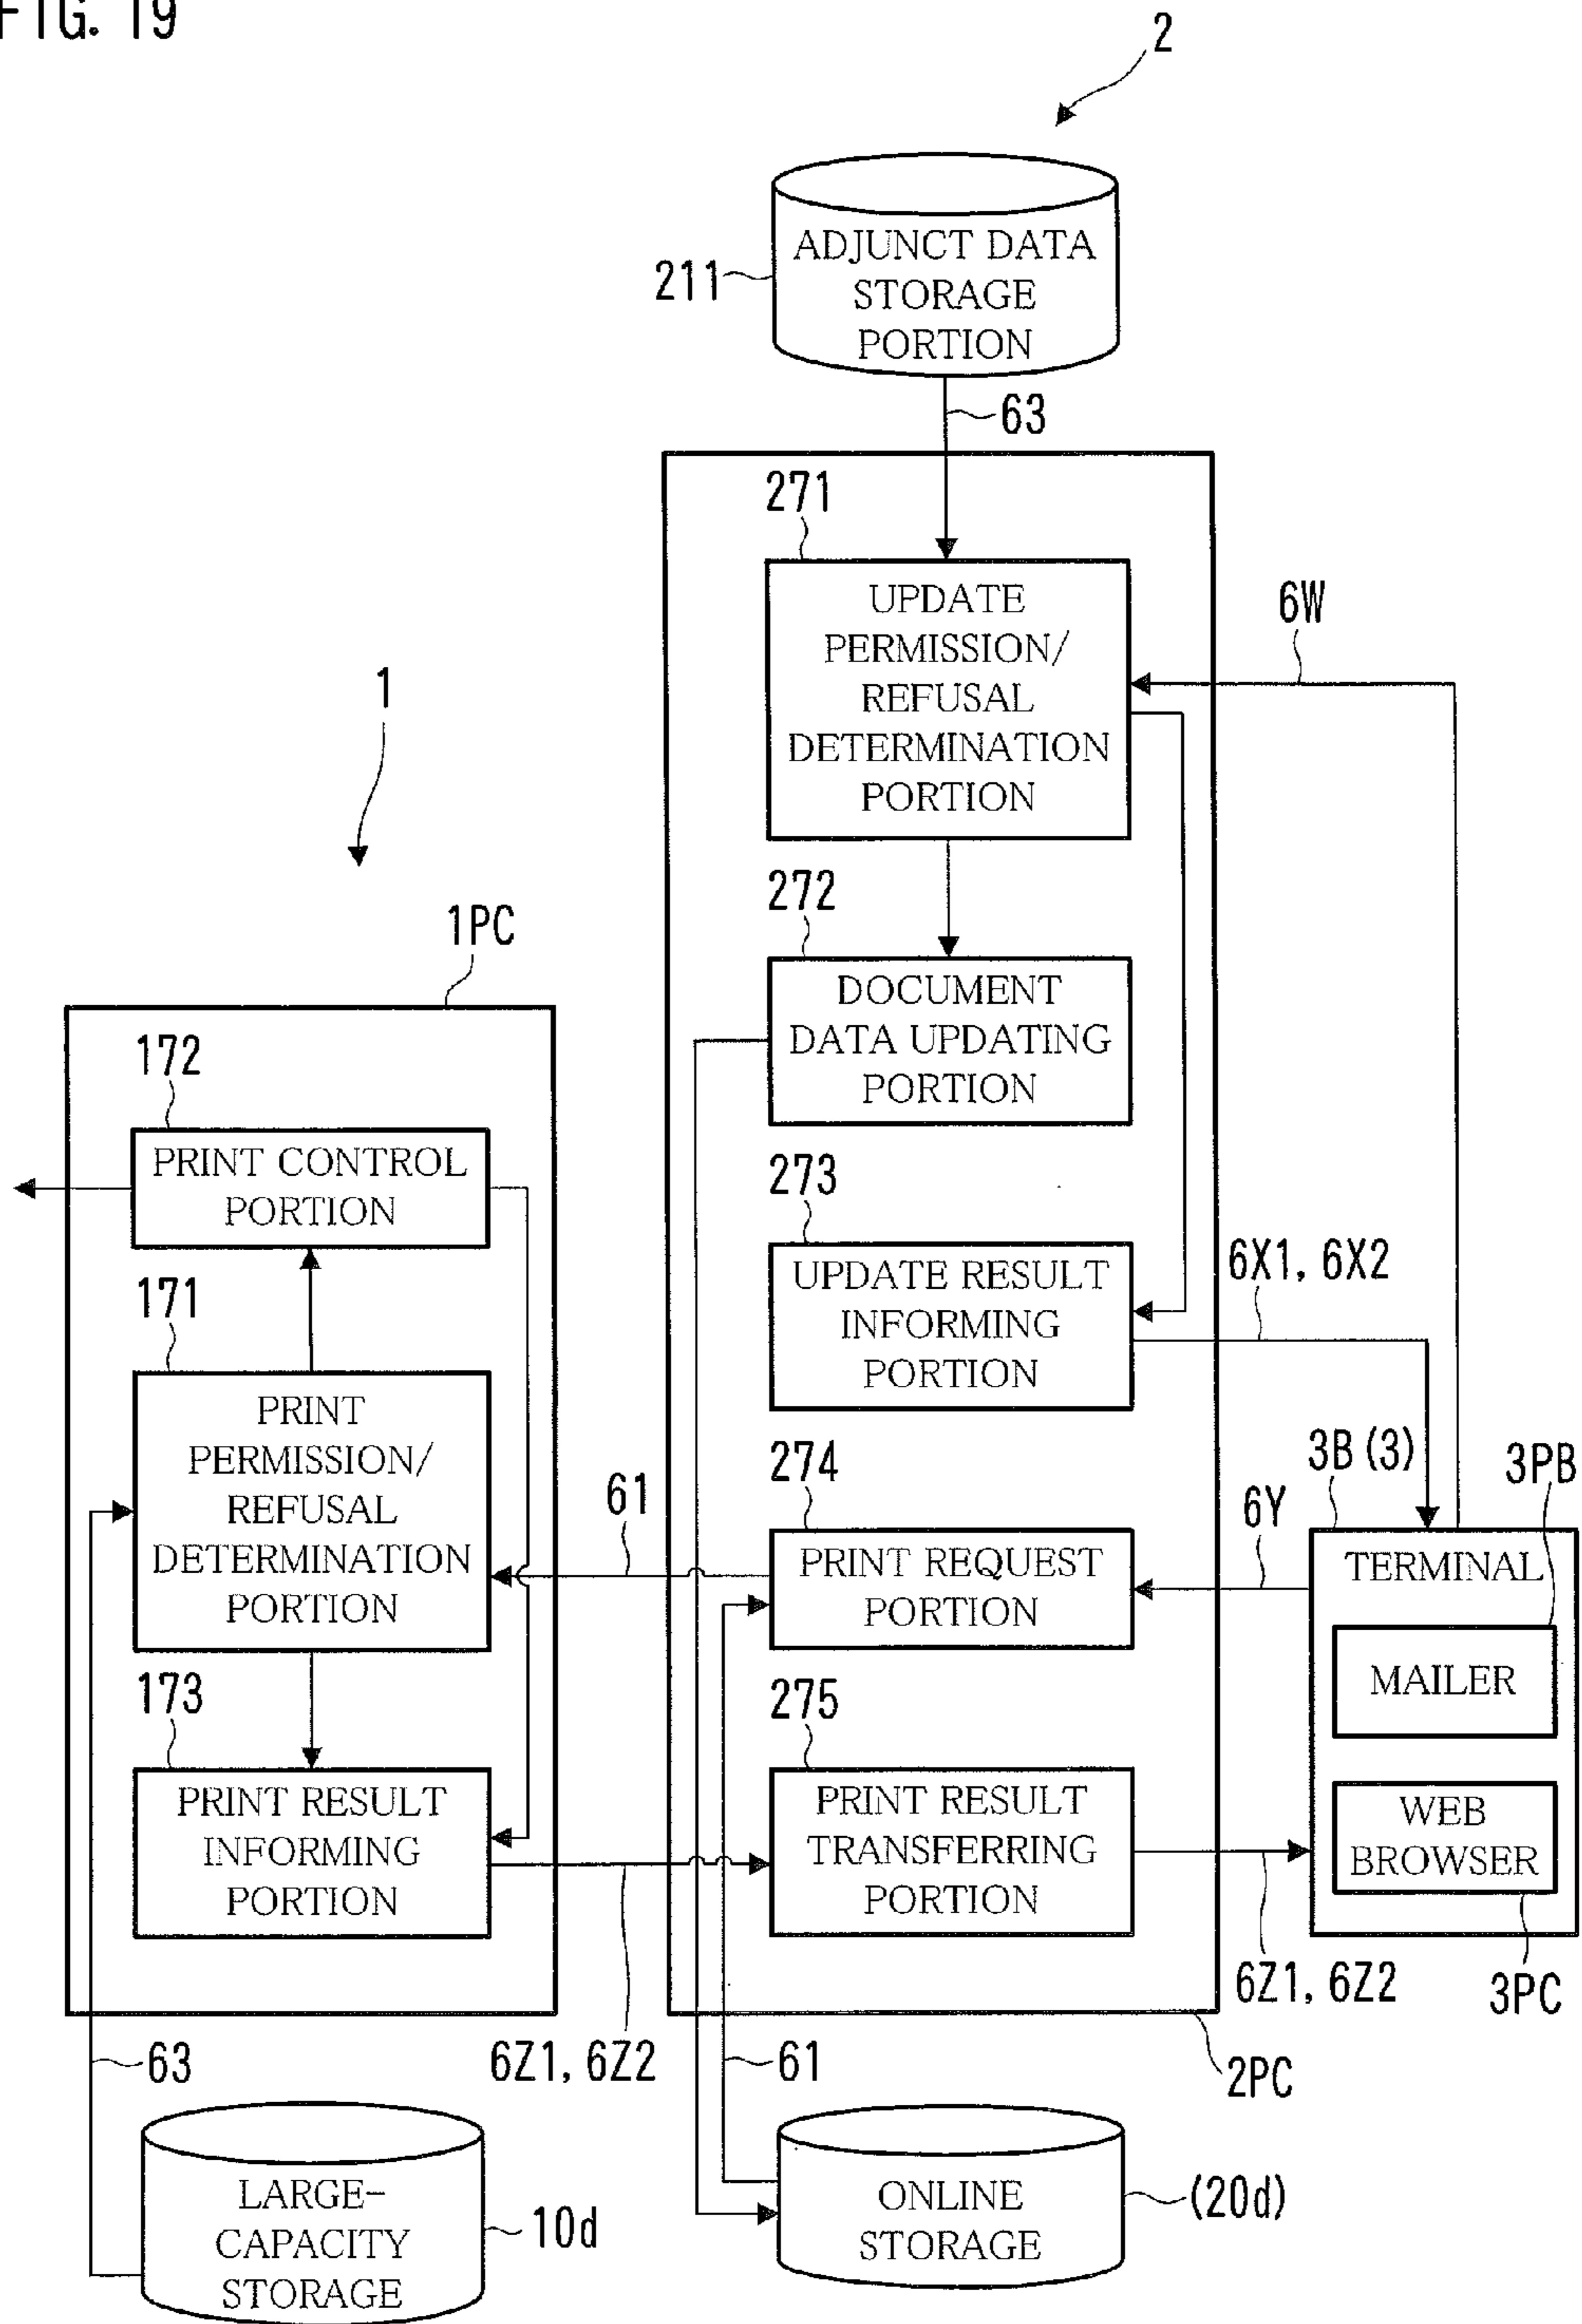 FIG. 19
2
ADJUNCT DATA
STORAGE
PORTION
211
63
271
UPDATE
PERMISSION/
REFUSAL
DETERMINATION
PORTION
6W
1
272
DOCUMENT
DATA UPDATING
PORTION
1PC
172
PRINT CONTROL
PORTION
273
UPDATE RESULT
INFORMING
PORTION
6X1, 6X2
171
PRINT
PERMISSION/
REFUSAL
DETERMINATION
PORTION
61
274
PRINT REQUEST
PORTION
6Y
3B (3)
3PB
TERMINAL
MAILER
WEB
BROWSER
3PC
173
PRINT RESULT
INFORMING
PORTION
275
PRINT RESULT
TRANSFERRING
PORTION
6Z1, 6Z2
63
6Z1, 6Z2
61
2PC
LARGE-
CAPACITY
STORAGE
10d
ONLINE
STORAGE
(20d)